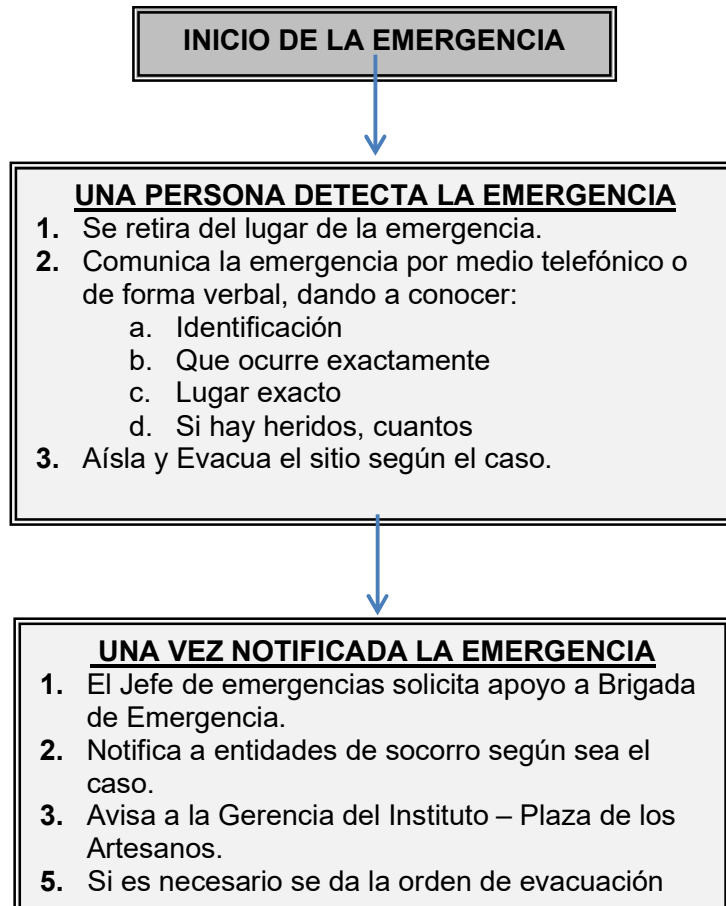 INICIO DE LA EMERGENCIA
UNA PERSONA DETECTA LA EMERGENCIA
1. Se retira del lugar de la emergencia.
2. Comunica la emergencia por medio telefónico o
de forma verbal, dando a conocer:
a. Identificación
b. Que ocurre exactamente
c. Lugar exacto
d. Si hay heridos, cuantos
3. Aísla y Evacua el sitio según el caso.
UNA VEZ NOTIFICADA LA EMERGENCIA
1. El Jefe de emergencias solicita apoyo a Brigada
de Emergencia.
2. Notifica a entidades de socorro según sea el
caso.
3. Avisa a la Gerencia del Instituto – Plaza de los
Artesanos.
5. Si es necesario se da la orden de evacuación